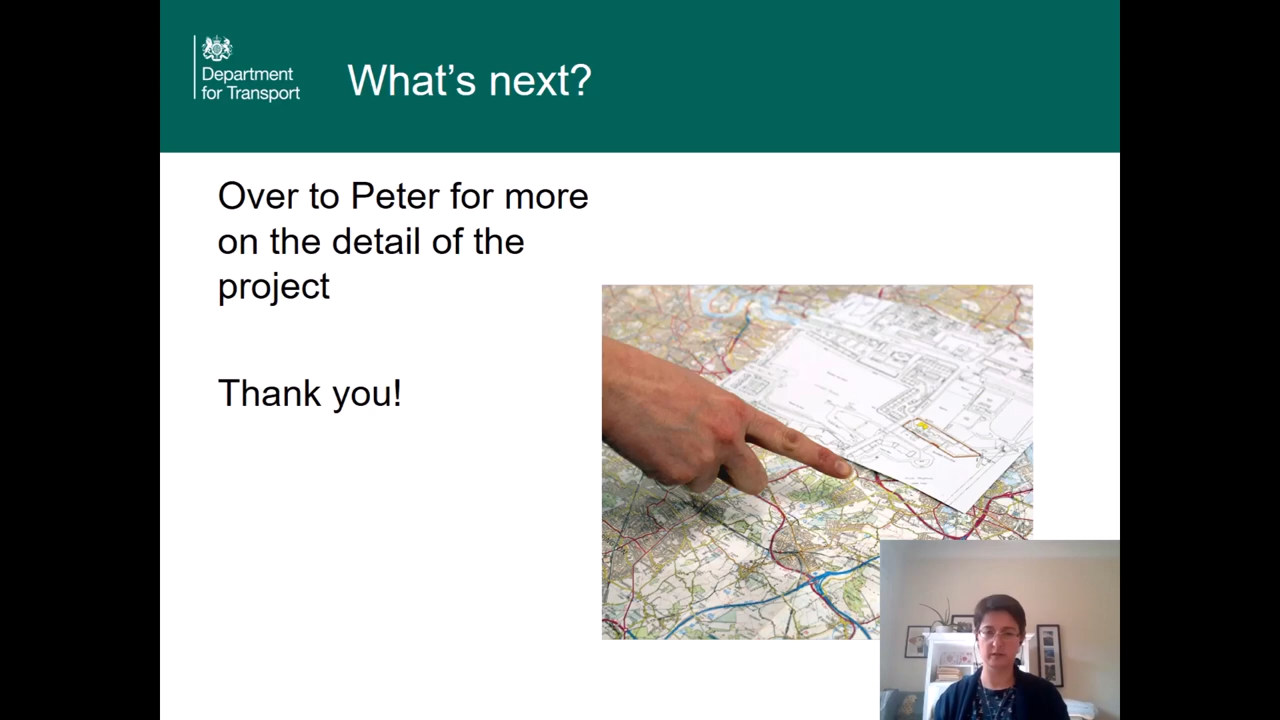 Department
for Transport
What's next?
Over to Peter for more
on the detail of the
project
Thank you!